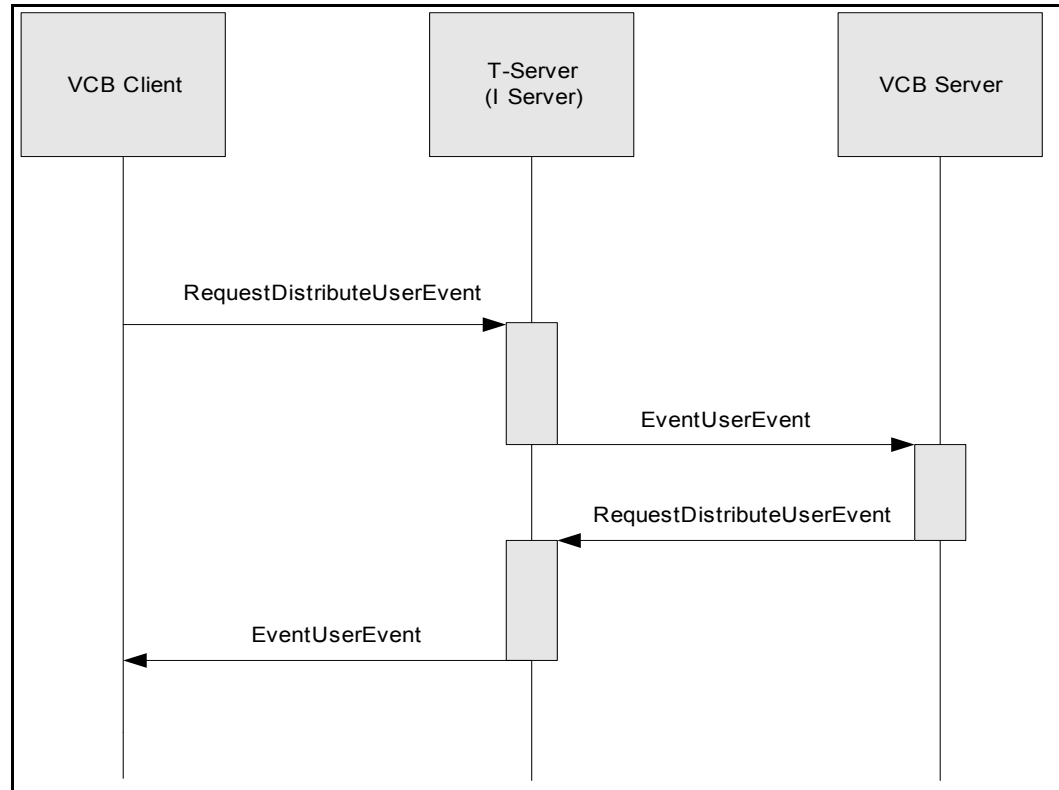 VCB Client
T-Server
(I Server)
VCB Server
RequestDistributeUserEvent
EventUserEvent
RequestDistributeUserEvent
EventUserEvent